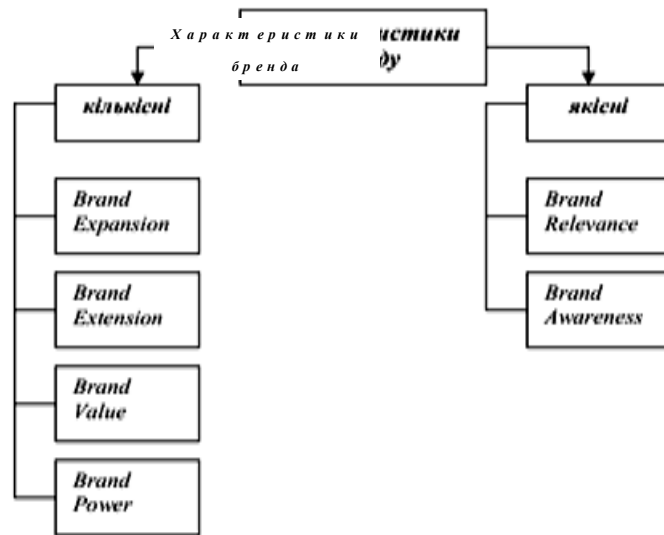 Характеристики
бренда
истики
ду
кількісні
якісні
Brand
Expansion
Brand
Extension
Brand
Value
Brand
Power
Brand
Relevance
Brand
Awareness